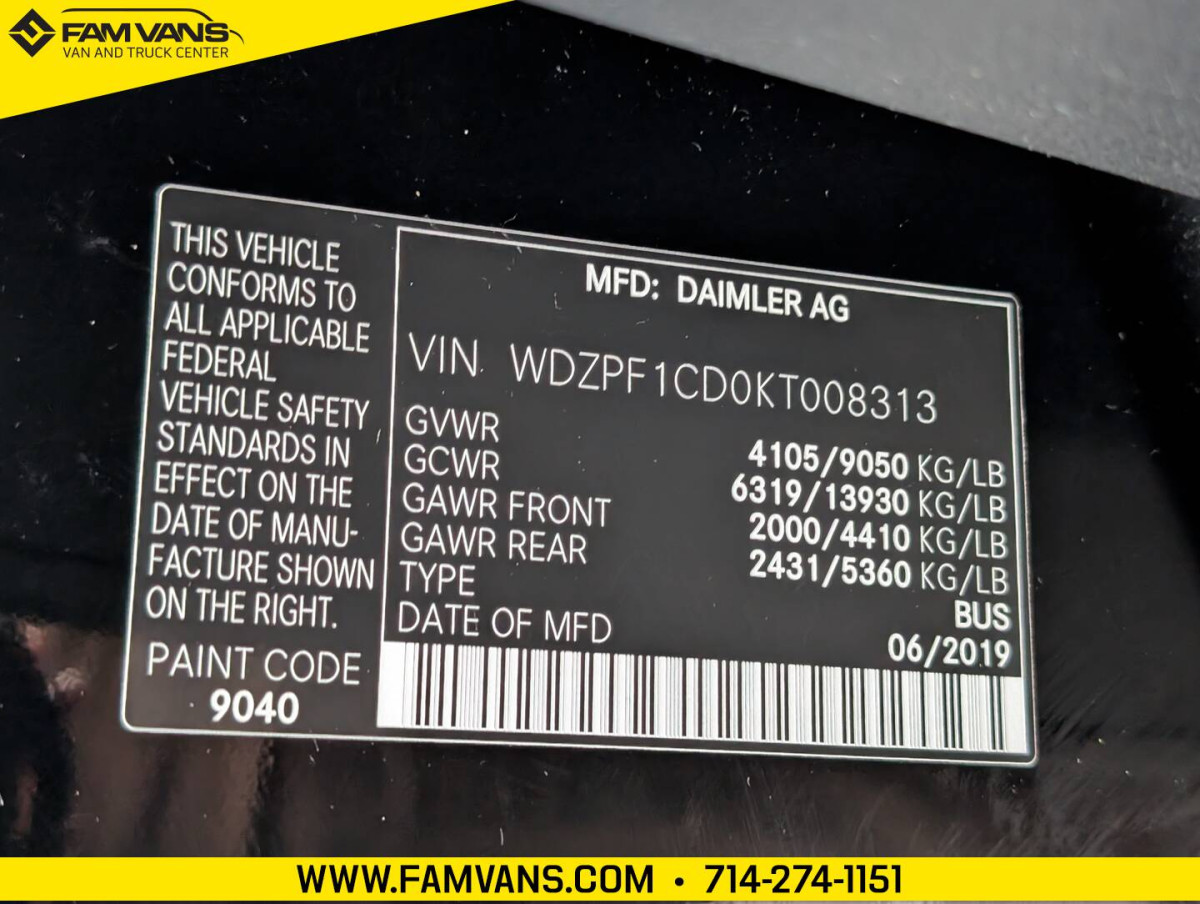 FAM VANS
VAN AND TRUCK CENTER
THIS VEHICLE
CONFORMS TO
ALL APPLICABLE
FEDERAL
VEHICLE SAFETY
STANDARDS IN
EFFECT ON THE
DATE OF MANU-
FACTURE SHOWN
ON THE RIGHT.
PAINT CODE
9040
MFD: DAIMLER AG
VIN WDZPF1CD0KT008313
GVWR 4105/9050 KG/LB
GCWR 6319/13930 KG/LB
GAWR FRONT 2000/4410 KG/LB
GAWR REAR 2431/5360 KG/LB
TYPE BUS
DATE OF MFD 06/2019
WWW.FAMVANS.COM • 714-274-1151